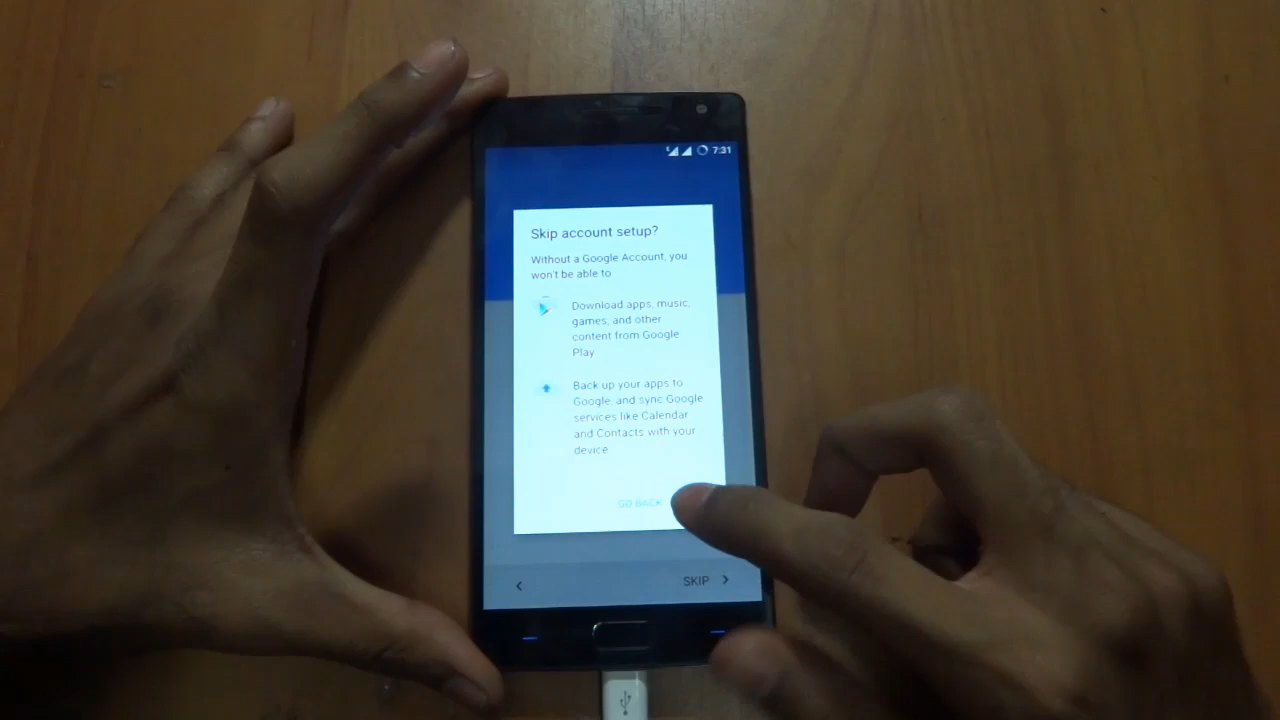 7:31
Skip account setup?
Without a Google Account, you
won't be able to
Download apps, music,
games, and other
content from Google
Play
Back up your apps to
Google, and sync Google
services like Calendar
and Contacts with your
device
GO BACK
SKIP